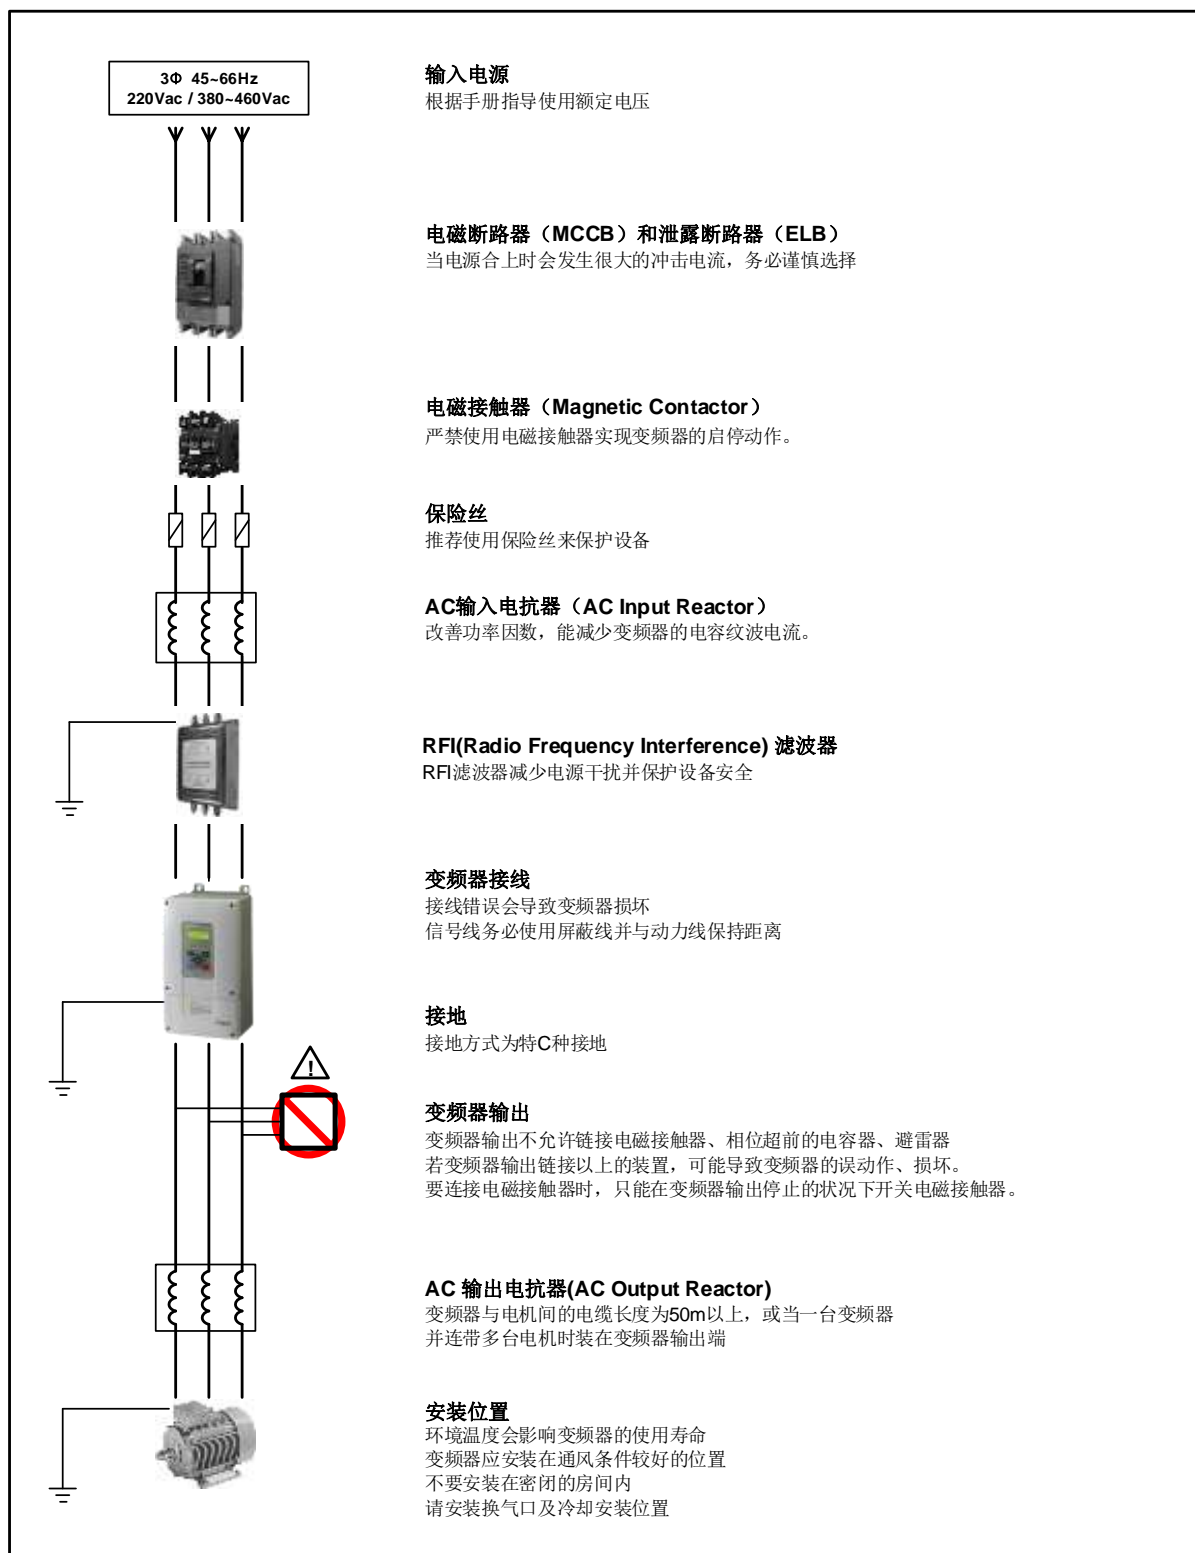 3Φ 45~66Hz
220Vac / 380~460Vac
输入电源
根据手册指导使用额定电压
电磁断路器（MCCB）和泄露断路器（ELB）
当电源合上时会发生很大的冲击电流，务必谨慎选择
电磁接触器（Magnetic Contactor）
严禁使用电磁接触器实现变频器的启停动作。
保险丝
推荐使用保险丝来保护设备
AC输入电抗器（AC Input Reactor）
改善功率因数，能减少变频器的电容纹波电流。
RFI(Radio Frequency Interference) 滤波器
RFI滤波器减少电源干扰并保护设备安全
变频器接线
接线错误会导致变频器损坏
信号线务必使用屏蔽线并与动力线保持距离
接地
接地方式为特C种接地
!
变频器输出
变频器输出不允许链接电磁接触器、相位超前的电容器、避雷器
若变频器输出链接以上的装置，可能导致变频器的误动作、损坏。
要连接电磁接触器时，只能在变频器输出停止的状况下开关电磁接触器。
AC 输出电抗器(AC Output Reactor)
变频器与电机间的电缆长度为50m以上，或当一台变频器
并连带多台电机时装在变频器输出端
安装位置
环境温度会影响变频器的使用寿命
变频器应安装在通风条件较好的位置
不要安装在密闭的房间内
请安装换气口及冷却安装位置